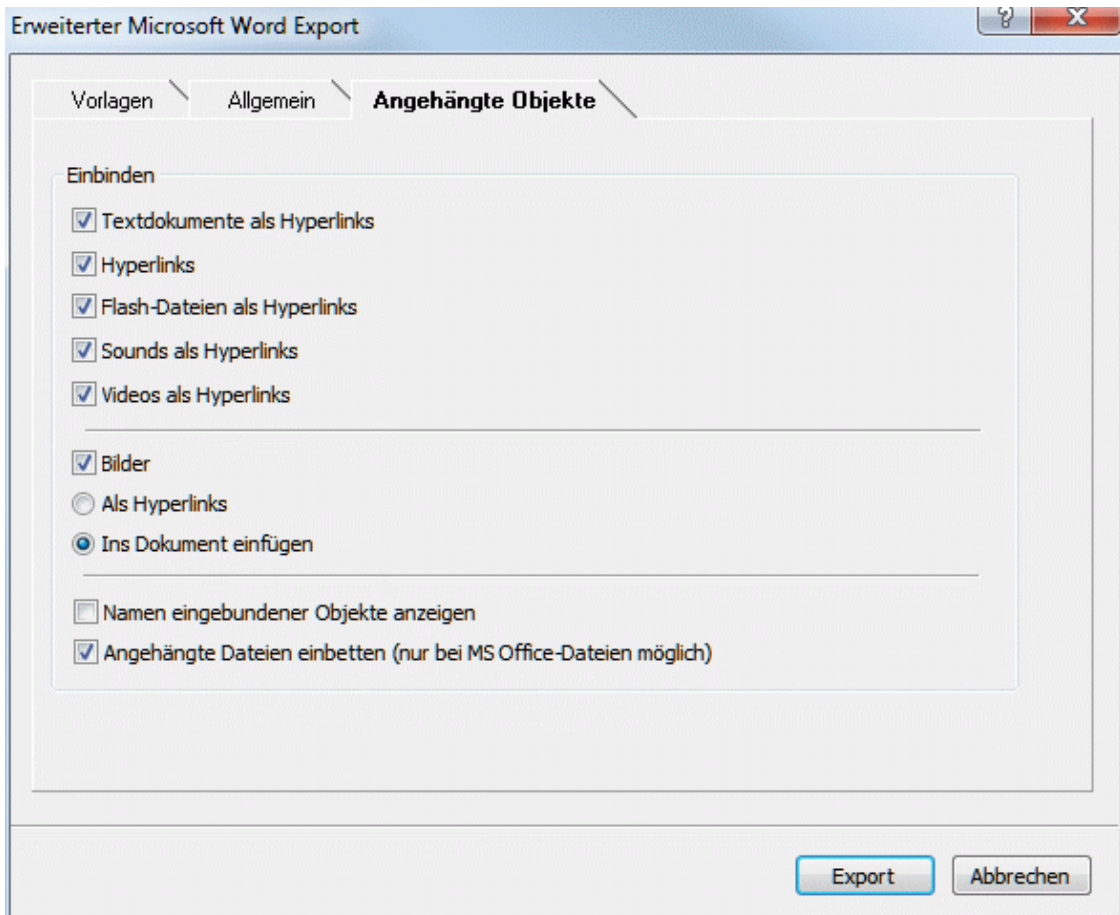 Erweiterter Microsoft Word Export
?
Vorlagen Allgemein Angehängte Objekte
Einbinden
Textdokumente als Hyperlinks
Hyperlinks
Flash-Dateien als Hyperlinks
Sounds als Hyperlinks
Videos als Hyperlinks
Bilder
Als Hyperlinks
Ins Dokument einfügen
Namen eingebundener Objekte anzeigen
Angehängte Dateien einbetten (nur bei MS Office-Dateien möglich)
Export Abbrechen